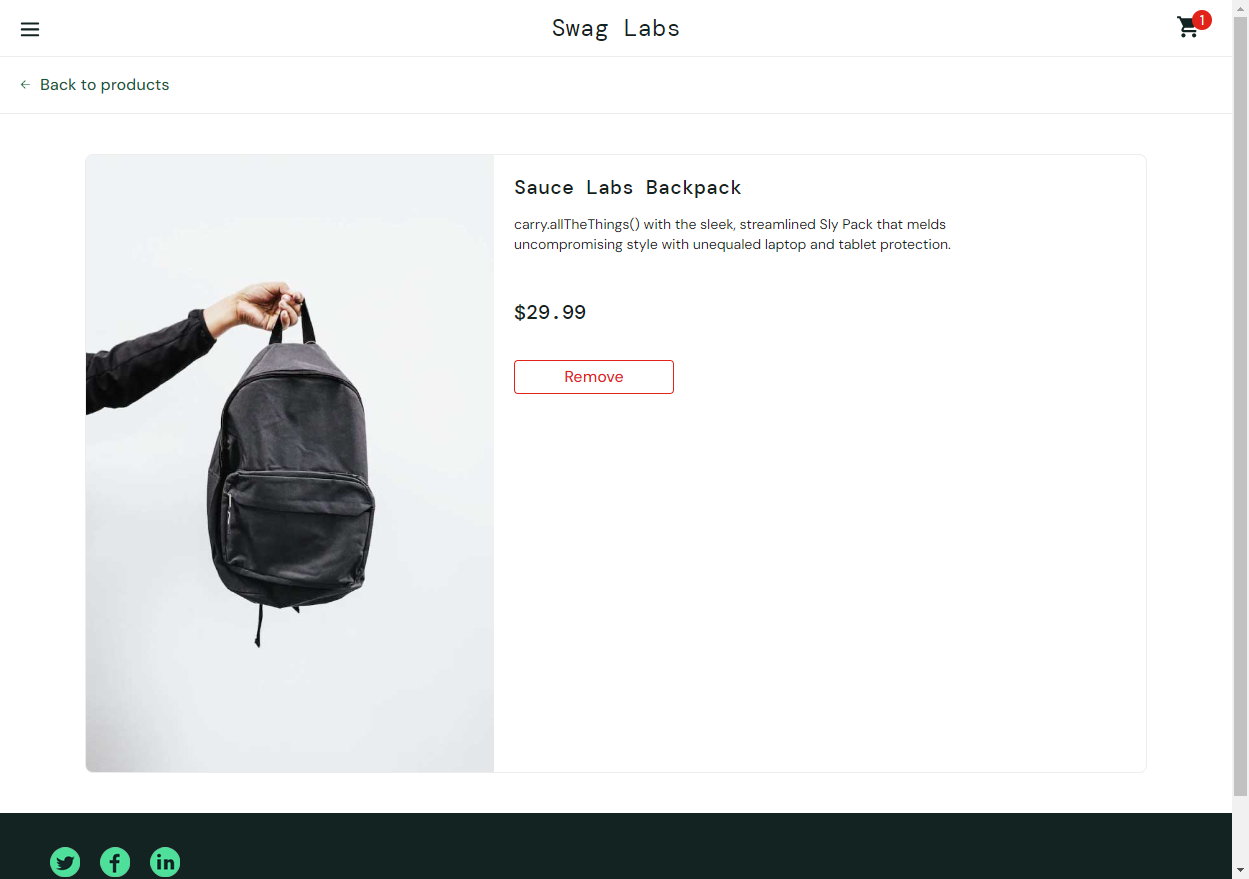 Swag Labs
1
Back to products
Sauce Labs Backpack
carry.allTheThings() with the sleek, streamlined Sly Pack that melds
uncompromising style with unequaled laptop and tablet protection.
$29.99
Remove